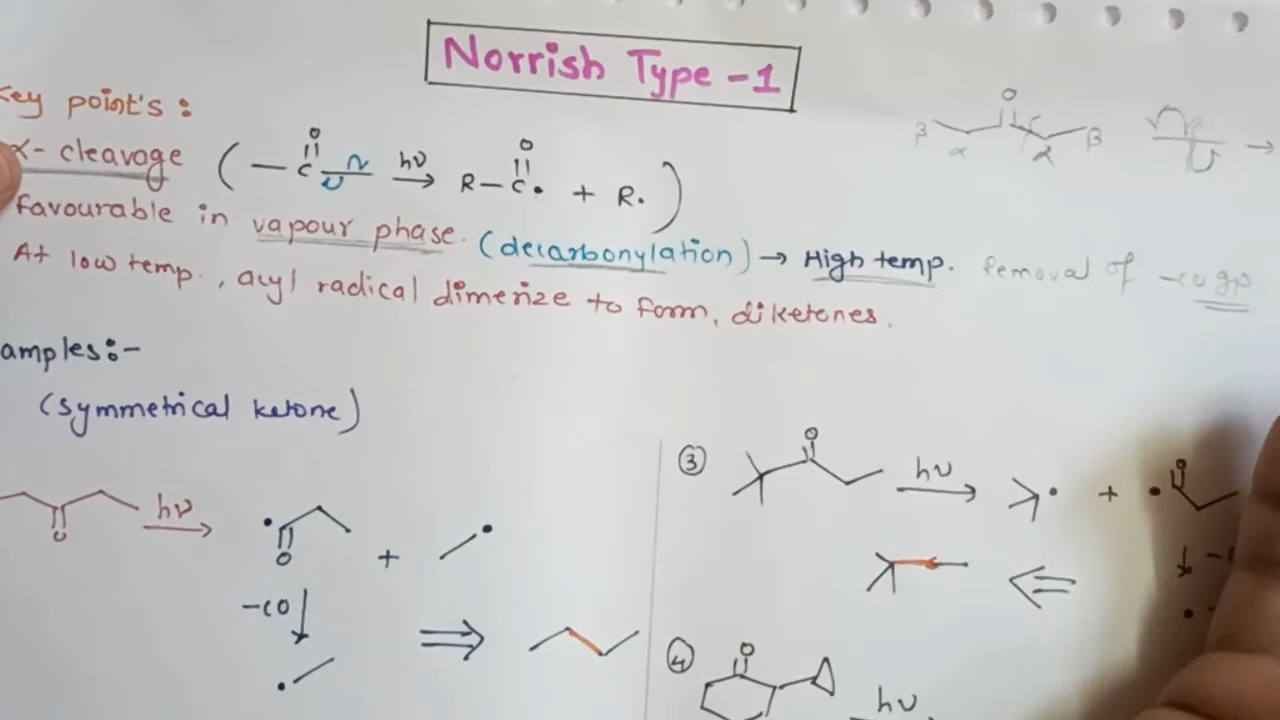 Norrish Type -1
Key point's :
α- cleavage ( — C O hν R — C• O + R• )
favourable in vapour phase. (decarbonylation) → High temp. Removal of -co gp.
At low temp., acyl radical dimerize to form, diketones.
amples:-
(symmetrical ketone)
β α O α β
③ O hν + O
hν O + O
-CO
④ O hν